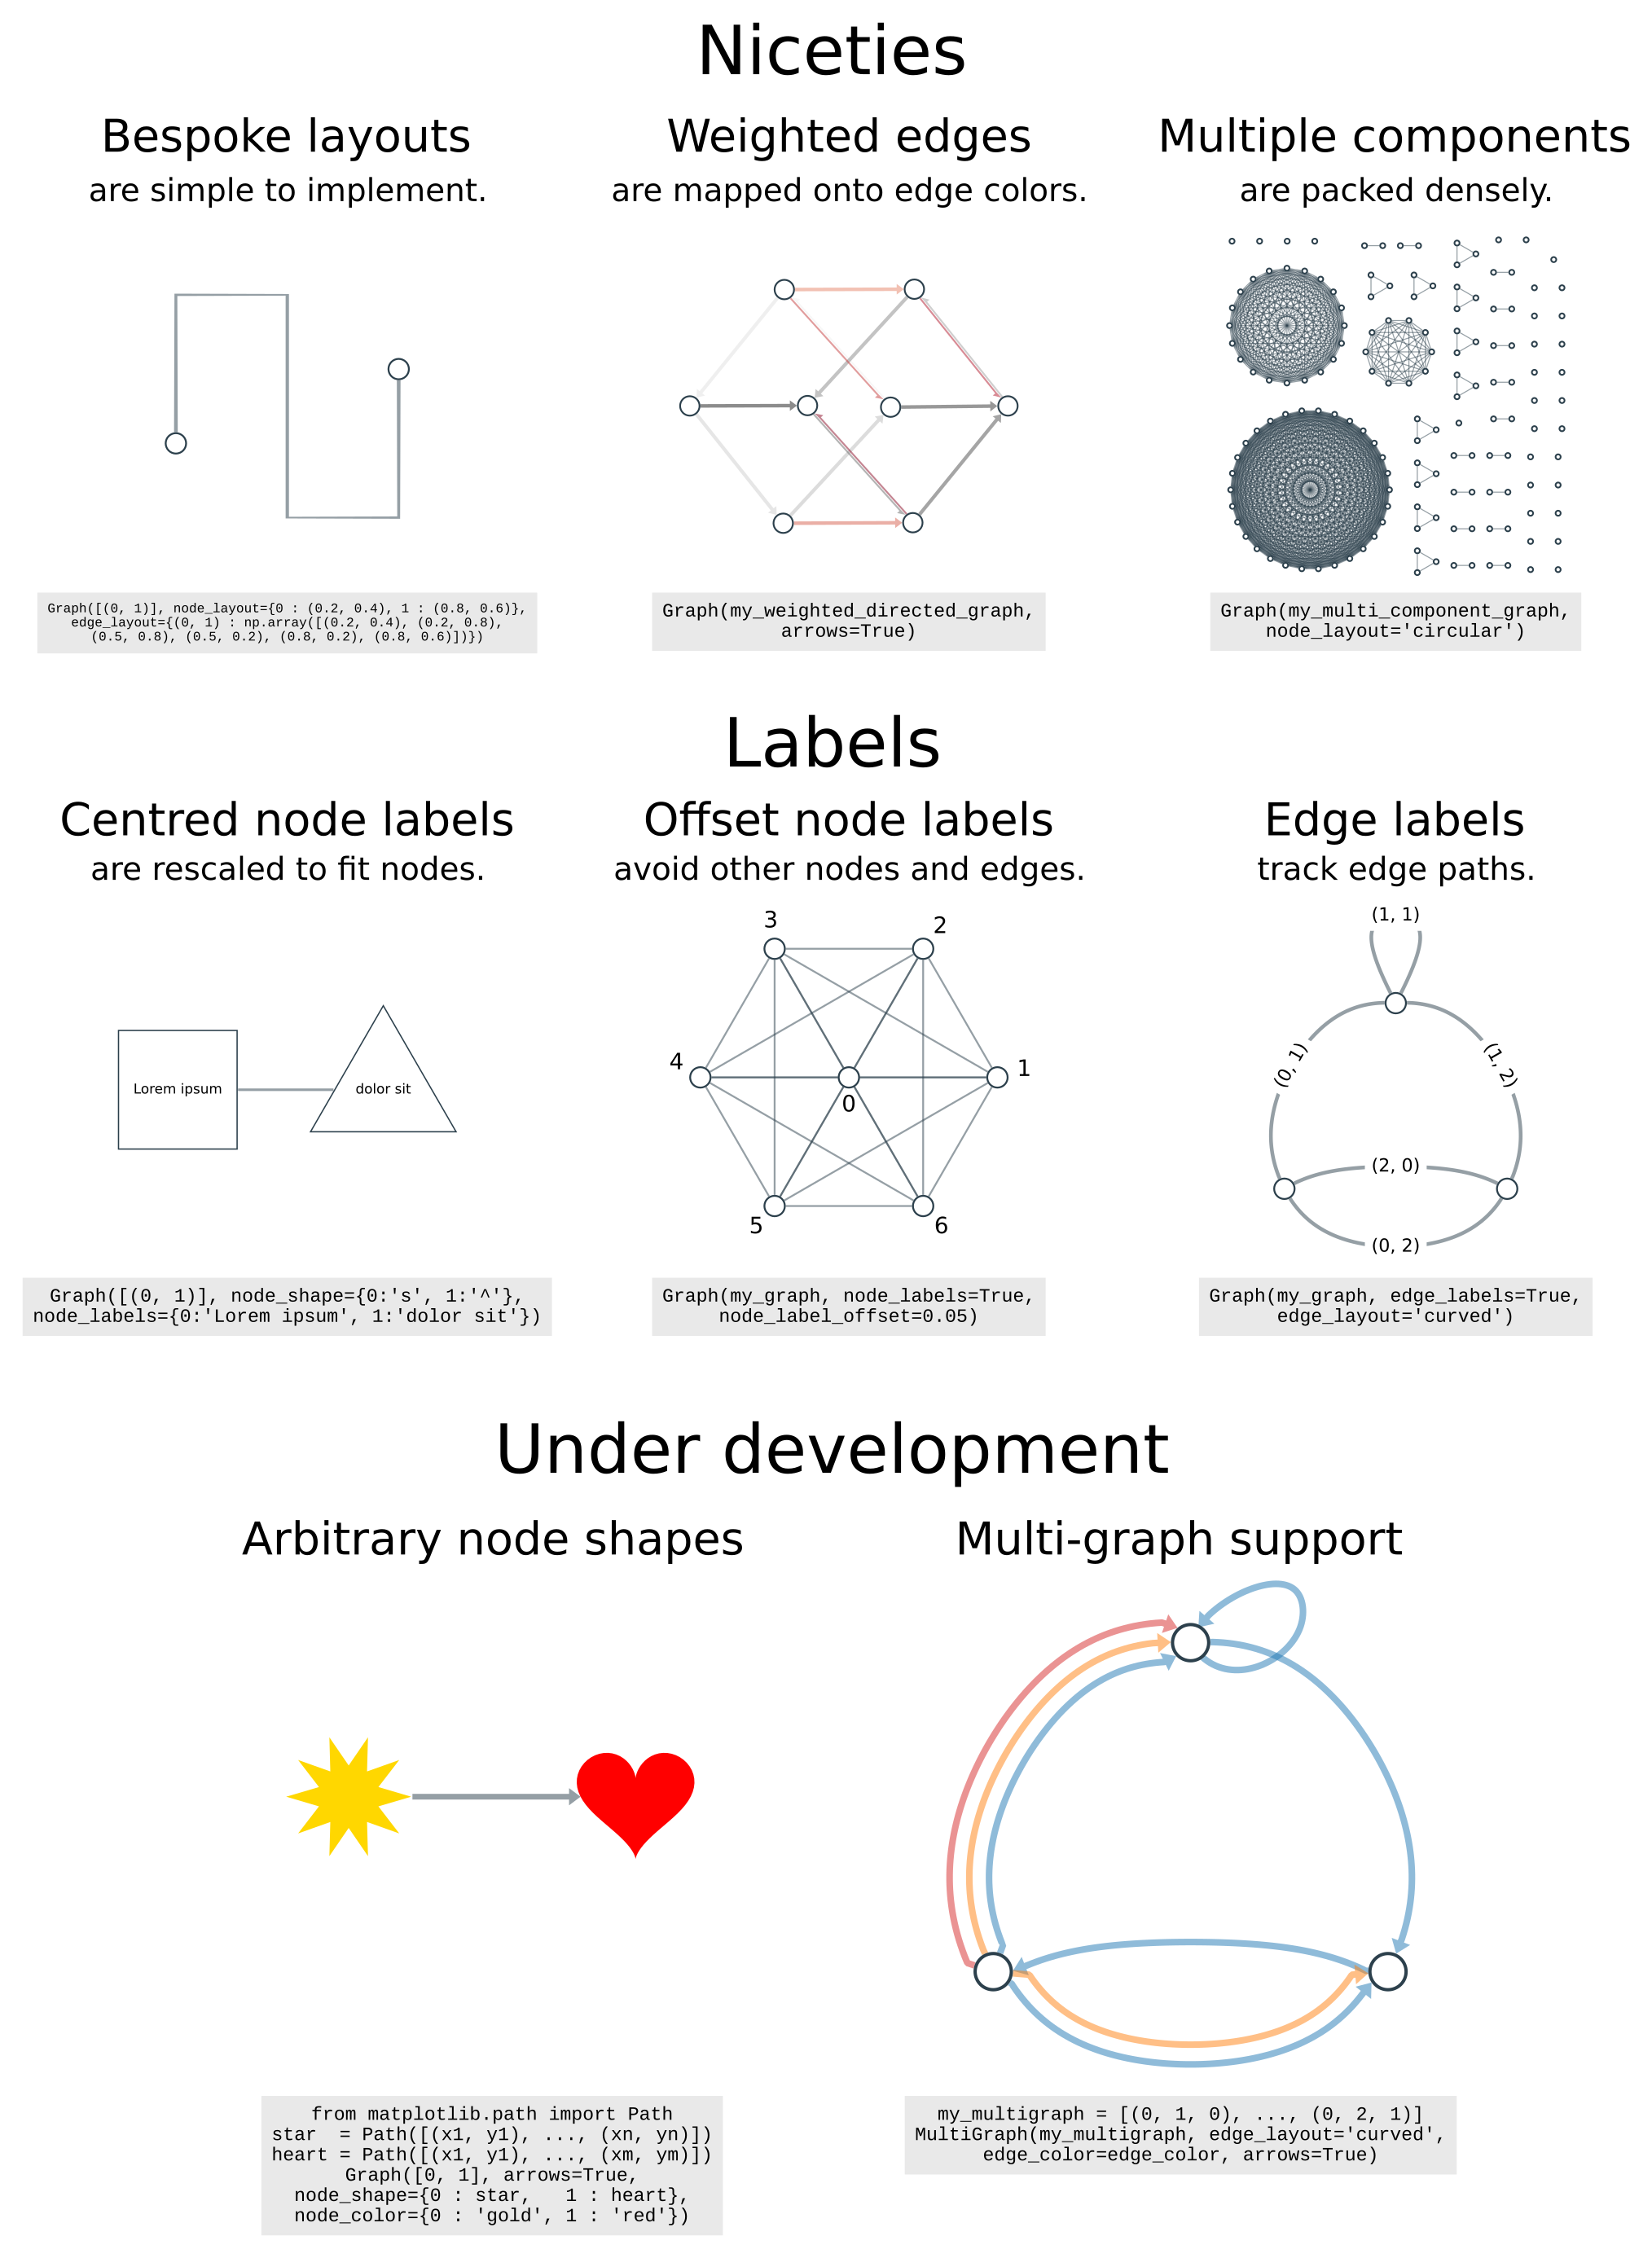 Niceties
Bespoke layouts
are simple to implement.
Graph([(0, 1)], node_layout={0 : (0.2, 0.4), 1 : (0.8, 0.6)},
edge_layout={(0, 1) : np.array([(0.2, 0.4), (0.2, 0.8),
(0.5, 0.8), (0.5, 0.2), (0.8, 0.2), (0.8, 0.6)])})
Weighted edges
are mapped onto edge colors.
Graph(my_weighted_directed_graph,
arrows=True)
Multiple components
are packed densely.
Graph(my_multi_component_graph,
node_layout='circular')
Labels
Centred node labels
are rescaled to fit nodes.
Lorem ipsum
dolor sit
Graph([(0, 1)], node_shape={0:'s', 1:'^'},
node_labels={0:'Lorem ipsum', 1:'dolor sit'})
Offset node labels
avoid other nodes and edges.
3
2
4
1
0
5
6
Graph(my_graph, node_labels=True,
node_label_offset=0.05)
Edge labels
track edge paths.
(1, 1)
(0, 1)
(1, 2)
(2, 0)
(0, 2)
Graph(my_graph, edge_labels=True,
edge_layout='curved')
Under development
Arbitrary node shapes
from matplotlib.path import Path
star  = Path([(x1, y1), ..., (xn, yn)])
heart = Path([(x1, y1), ..., (xm, ym)])
Graph([0, 1], arrows=True,
node_shape={0 : star,   1 : heart},
node_color={0 : 'gold', 1 : 'red'})
Multi-graph support
my_multigraph = [(0, 1, 0), ..., (0, 2, 1)]
MultiGraph(my_multigraph, edge_layout='curved',
edge_color=edge_color, arrows=True)